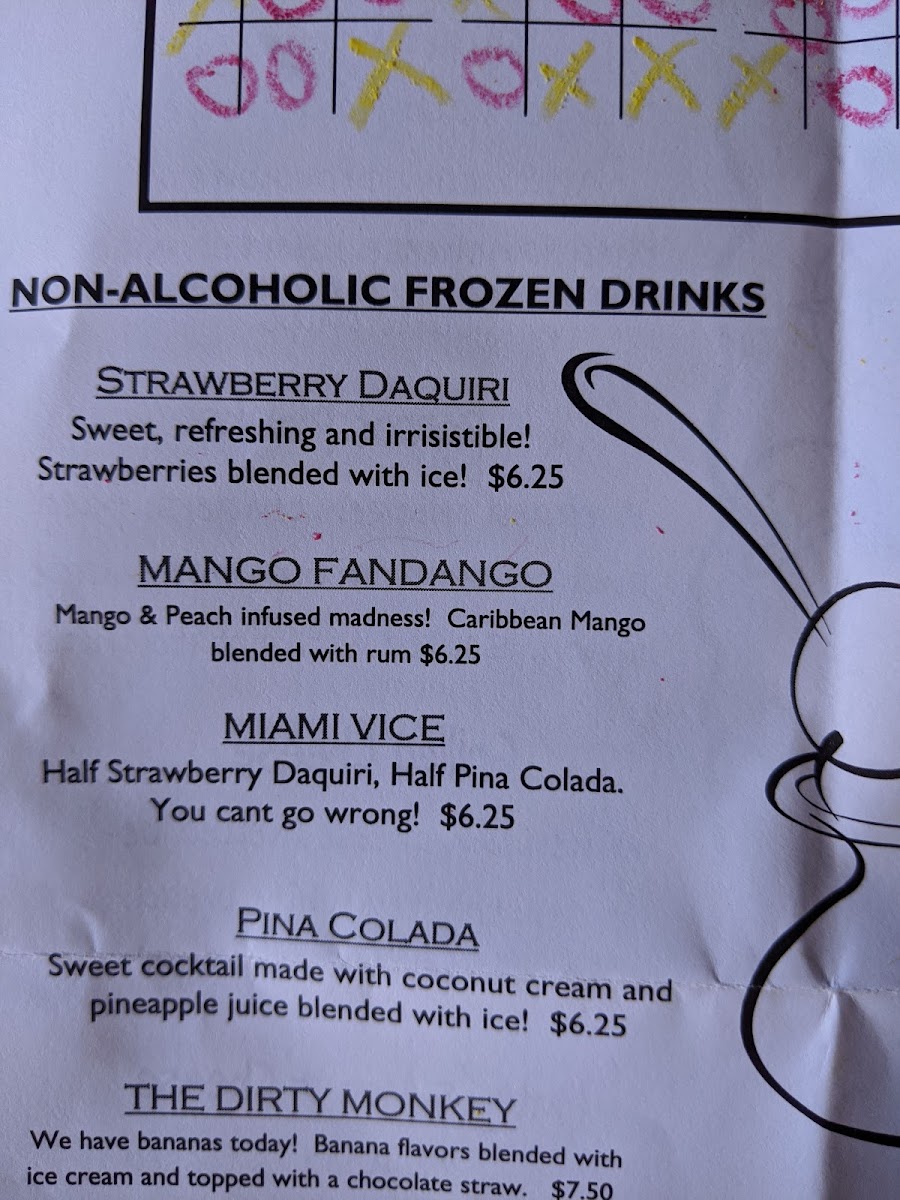 NON-ALCOHOLIC FROZEN DRINKS
STRAWBERRY DAQUIRI
Sweet, refreshing and irrisistible!
Strawberries blended with ice! $6.25
MANGO FANDANGO
Mango & Peach infused madness! Caribbean Mango
blended with rum $6.25
MIAMI VICE
Half Strawberry Daquiri, Half Pina Colada.
You cant go wrong! $6.25
PINA COLADA
Sweet cocktail made with coconut cream and
pineapple juice blended with ice! $6.25
THE DIRTY MONKEY
We have bananas today! Banana flavors blended with
ice cream and topped with a chocolate straw. $7.50